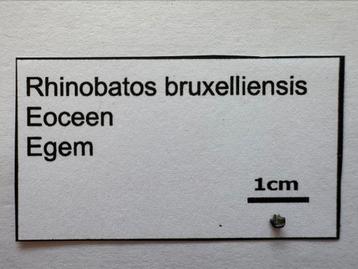 Rhinobatos bruxelliensis
Eoceen
Egem
1cm